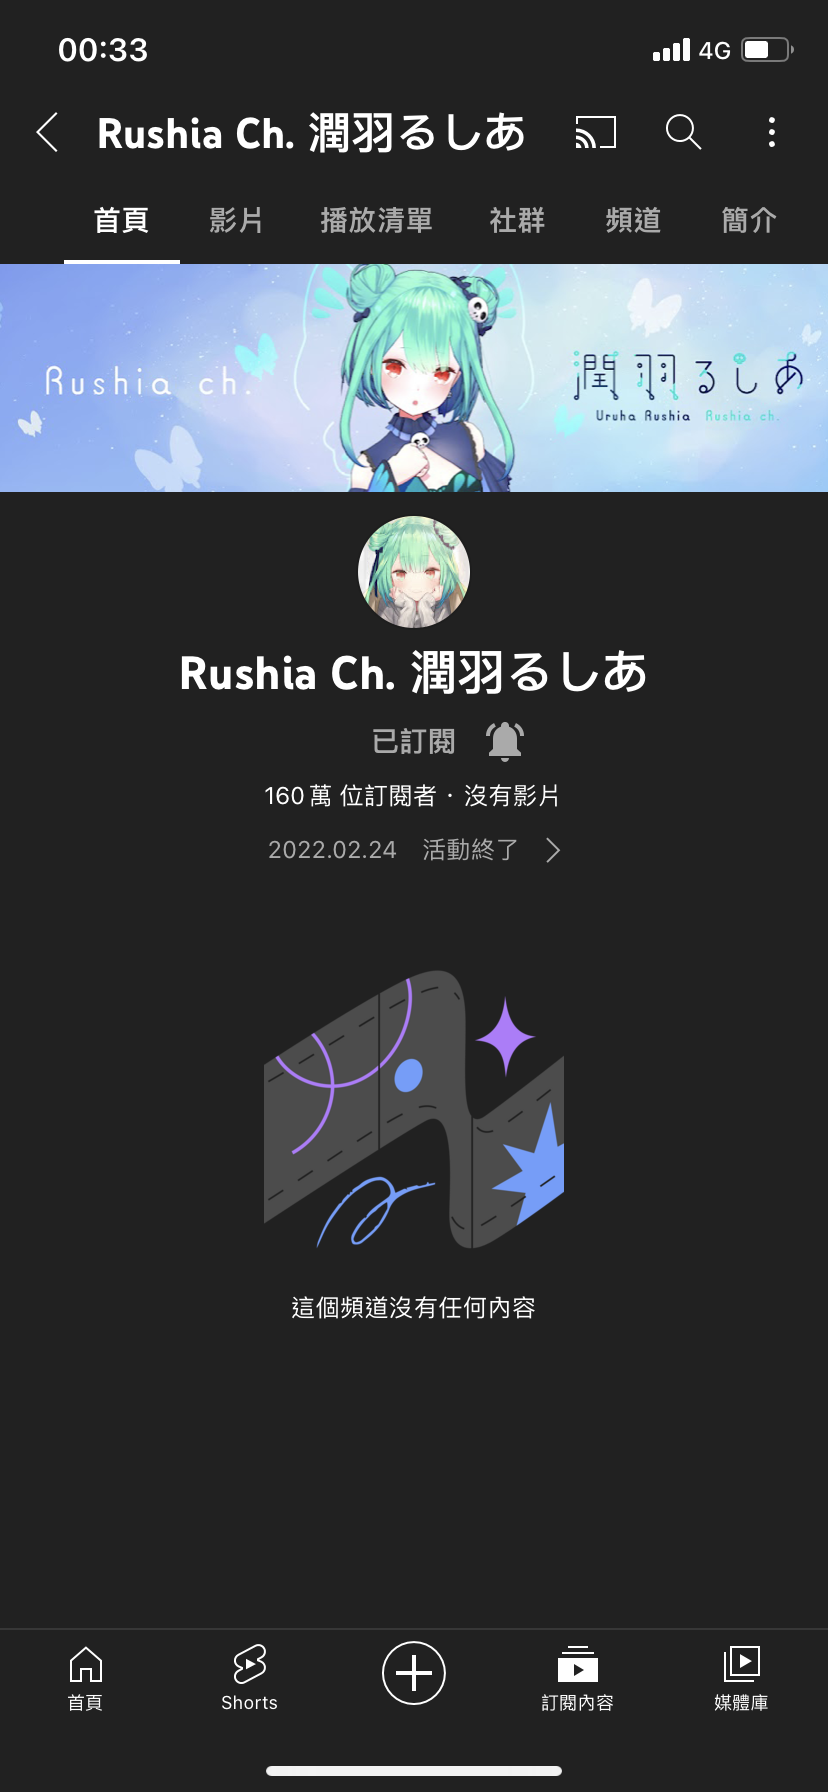 00:33 4G
Rushia Ch. 潤羽るしあ
首頁 影片 播放清單 社群 頻道 簡介
Rushia ch.
潤羽るしあ
Uruha Rushia Rushia ch.
Rushia Ch. 潤羽るしあ
已訂閱
160 萬 位訂閱者・沒有影片
2022.02.24 活動終了
這個頻道沒有任何內容
首頁 Shorts 訂閱內容 媒體庫